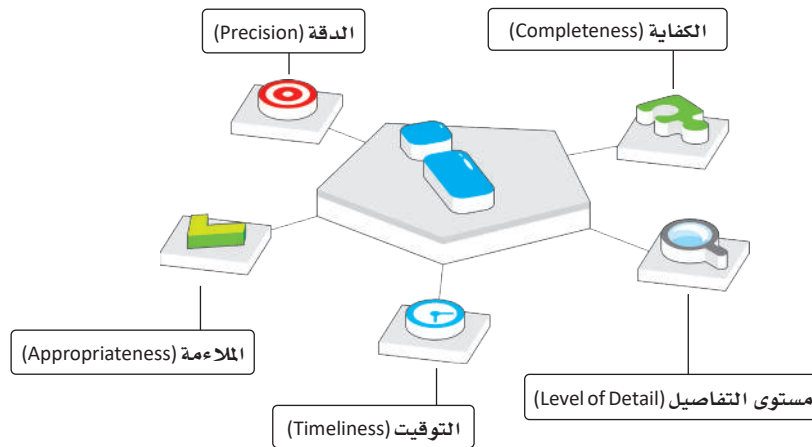 الكفاية (Completeness)
الدقة (Precision)
الملاءمة (Appropriateness)
مستوى التفاصيل (Level of Detail)
التوقيت (Timeliness)